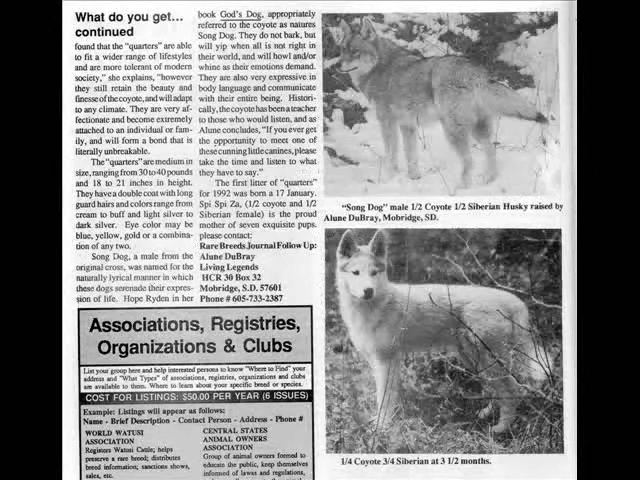 What do you get...
continued
found that the "quarters" are able
to fit a wider range of lifestyles
and are more tolerant of modern
society," she explains, "however
they still retain the beauty and
finesse of the coyote, and will adapt
to any climate. They are very af-
fectionate and become extremely
attached to an individual or fam-
ily, and will form a bond that is
literally unbreakable.
The "quarters" are medium in
size, ranging from 30 to 40 pounds
and 18 to 21 inches in height.
They have a double coat with long
guard hairs and colors range from
cream to buff and light silver to
dark silver. Eye color may be
blue, yellow, gold or a combina-
tion of any two.
Song Dog, a male from the
original cross, was named for the
naturally lyrical manner in which
these dogs serenade their expres-
sion of life. Hope Ryden in her
book God's Dog, appropriately
referred to the coyote as natures
Song Dog. They do not bark, but
will yip when all is not right in
their world, and will howl and/or
whine as their emotions demand.
They are also very expressive in
body language and communicate
with their entire being. Histori-
cally, the coyote has been a teacher
to those who would listen, and as
Alune concludes, "If you ever get
the opportunity to meet one of
these cunning little canines, please
take the time and listen to what
they have to say."
The first litter of "quarters"
for 1992 was born a 17 January.
Spi Spi Za, (1/2 coyote and 1/2
Siberian female) is the proud
mother of seven exquisite pups.
please contact:
Rare Breeds Journal Follow Up:
Alune DuBray
Living Legends
HCR 30 Box 32
Mobridge, S.D. 57601
Phone # 605-733-2387
"Song Dog" male 1/2 Coyote 1/2 Siberian Husky raised by
Alune DuBray, Mobridge, SD.
1/4 Coyote 3/4 Siberian at 3 1/2 months.
Associations, Registries,
Organizations & Clubs
List your group here and help interested persons to know "Where to Find" your
address and "What Types" of associations, registries, organizations and clubs
are available to them. Where to learn about your specific breed or species.
COST FOR LISTINGS: $50.00 PER YEAR (6 ISSUES)
Example: Listings will appear as follows:
Name - Brief Description - Contact Person - Address - Phone #
WORLD WATUSI
ASSOCIATION
Registers Watusi Cattle; helps
preserve a rare breed; distributes
breed information; sanctions shows,
sales, etc.
CENTRAL STATES
ANIMAL OWNERS
ASSOCIATION
Group of animal owners formed to
educate the public, keep themselves
informed of laws and regulations,